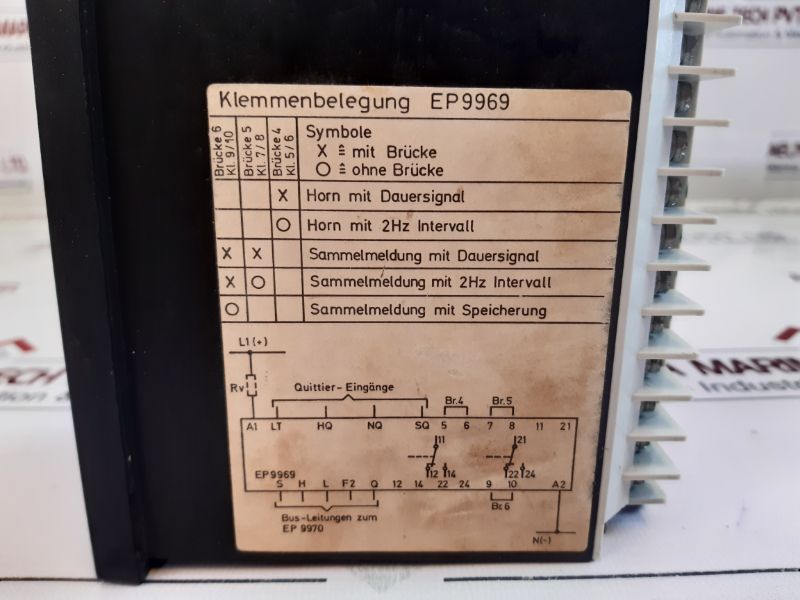 Klemmenbelegung EP9969
Brücke 6
Kl. 9/10
Brücke 5
Kl. 7/8
Brücke 4
Kl. 5/6
Symbole
X ≙ mit Brücke
O ≙ ohne Brücke
X Horn mit Dauersignal
O Horn mit 2Hz Intervall
X X Sammelmeldung mit Dauersignal
X O Sammelmeldung mit 2Hz Intervall
O Sammelmeldung mit Speicherung
L1(+)
Rv
Quittier-Eingänge
Br.4 Br.5
A1 LT HQ NQ SQ 5 6 7 8 11 21
11 21
12 14 22 24
EP9969
S H L F2 Q 12 14 22 24 9 10 A2
Br.6
Bus-Leitungen zum
EP 9970
N(-)